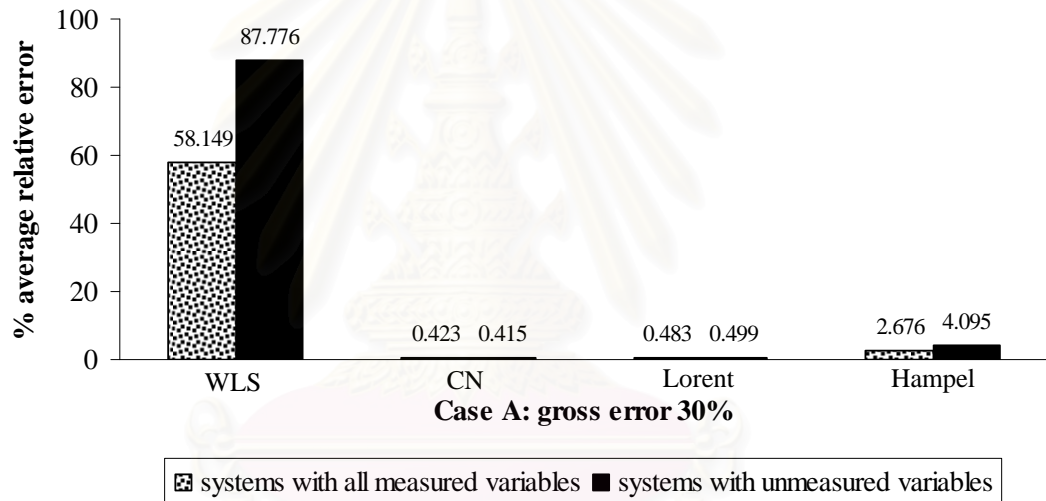 % average relative error
100
80
60
40
20
0
58.149
87.776
0.423
0.415
0.483
0.499
2.676
4.095
WLS
CN
Lorent
Hampel
Case A: gross error 30%
systems with all measured variables
systems with unmeasured variables